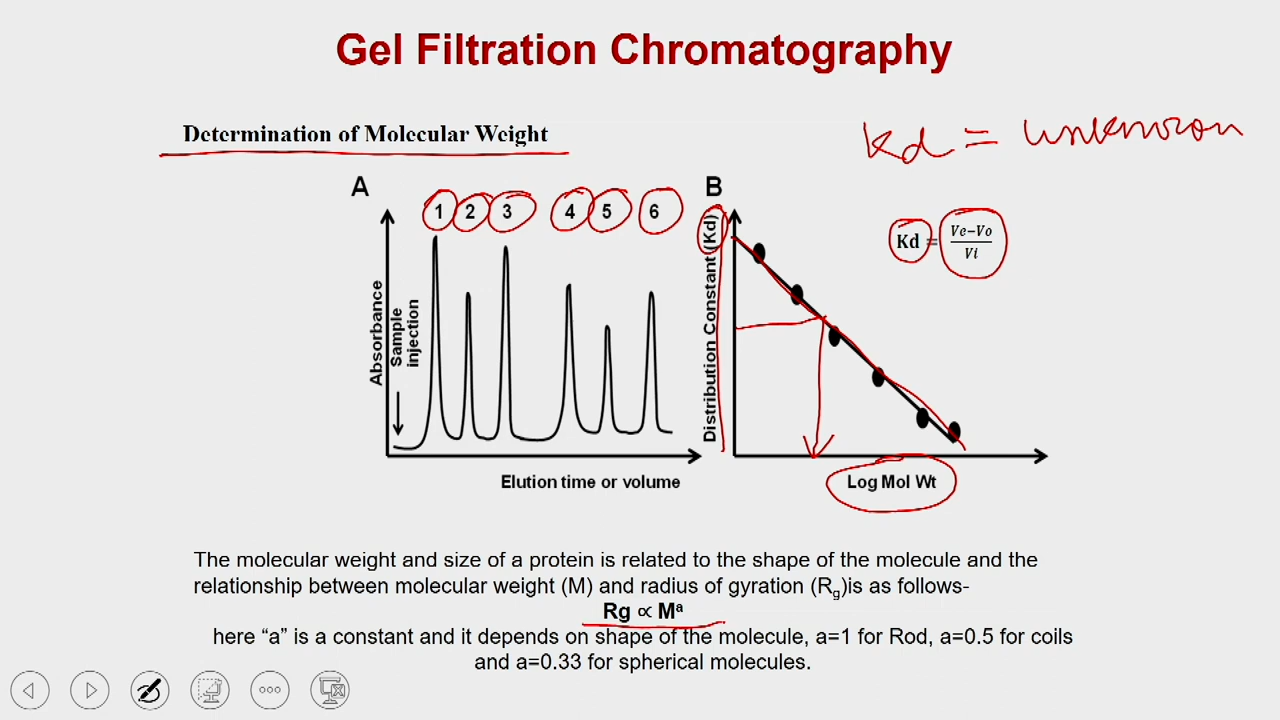 Gel Filtration Chromatography
Determination of Molecular Weight
Kd = unknown
A
1 2 3 4 5 6
Absorbance
Sample injection
Elution time or volume
B
Distribution Constant (Kd)
Log Mol Wt
Kd = Ve−Vo / Vi
The molecular weight and size of a protein is related to the shape of the molecule and the
relationship between molecular weight (M) and radius of gyration (Rg)is as follows-
Rg ∝ Mᵃ
here “a” is a constant and it depends on shape of the molecule, a=1 for Rod, a=0.5 for coils
and a=0.33 for spherical molecules.